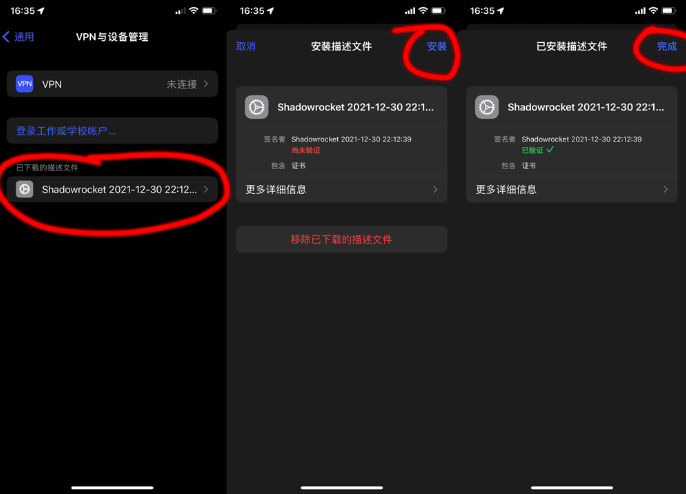 16:35
通用
VPN与设备管理
VPN
VPN
未连接
登录工作或学校帐户...
已下载的描述文件
Shadowrocket 2021-12-30 22:12...
16:35
取消
安装描述文件
安装
Shadowrocket 2021-12-30 22:1...
签名者
Shadowrocket 2021-12-30 22:12:39
尚未验证
包含
证书
更多详细信息
移除已下载的描述文件
16:35
已安装描述文件
完成
Shadowrocket 2021-12-30 22:1...
签名者
Shadowrocket 2021-12-30 22:12:39
已验证
包含
证书
更多详细信息